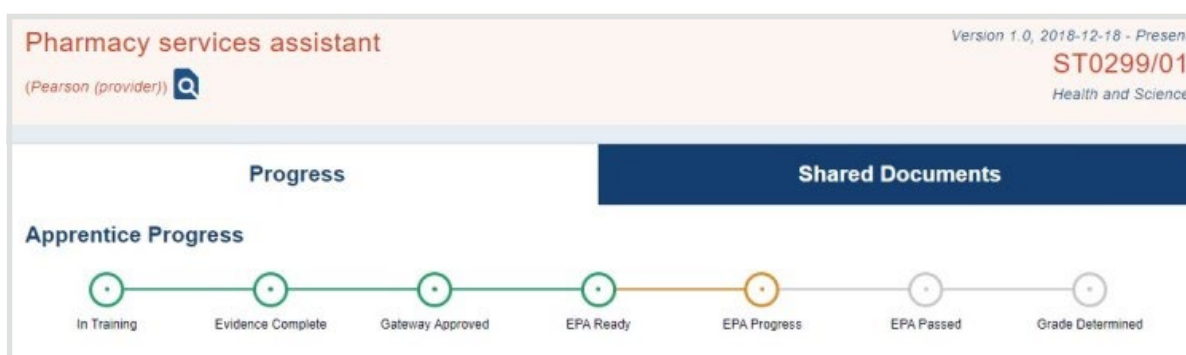 Pharmacy services assistant
(Pearson (provider))
Version 1.0, 2018-12-18 - Present
ST0299/01
Health and Science
Progress
Shared Documents
Apprentice Progress
In Training
Evidence Complete
Gateway Approved
EPA Ready
EPA Progress
EPA Passed
Grade Determined